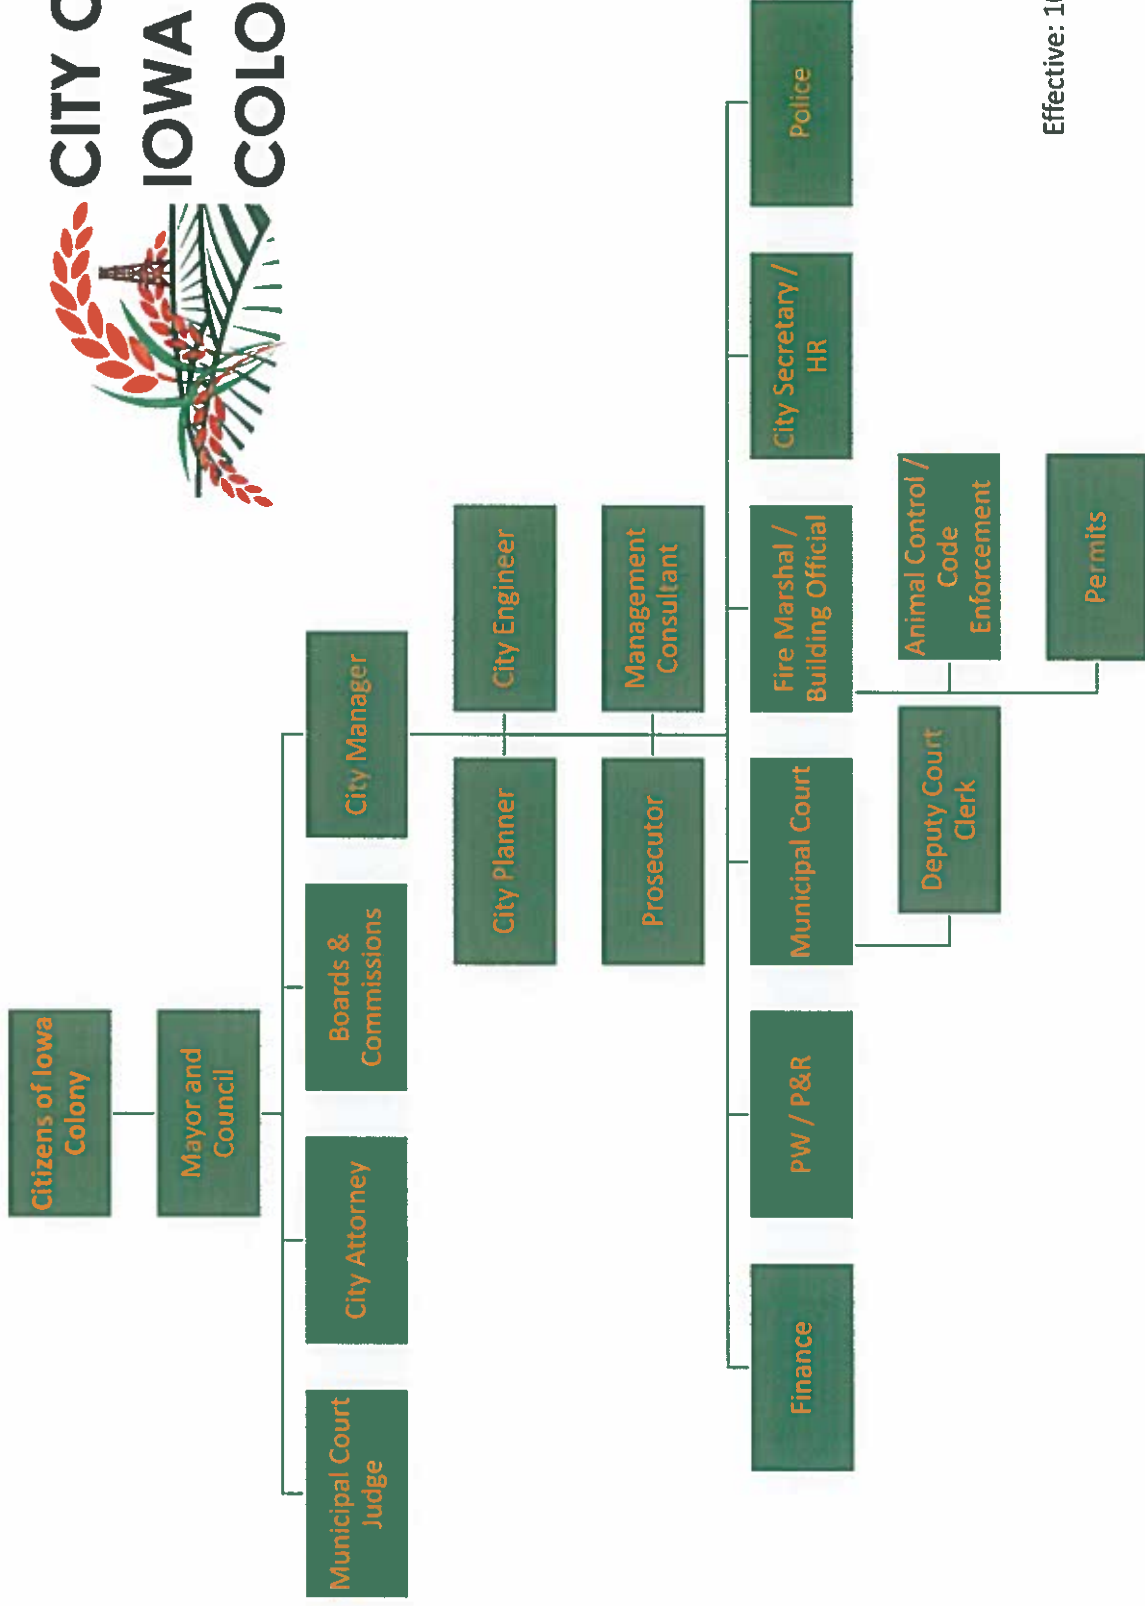 Citizens of Iowa
Colony
CITY
IOWA
COLO
Mayor and
Council
Municipal Court
Judge
City Attorney
Boards &
Commissions
City Manager
City Planner
City Engineer
Prosecutor
Management
Consultant
Finance
PW / P&R
Municipal Court
Fire Marshal /
Building Official
City Secretary /
HR
Police
Deputy Court
Clerk
Animal Control /
Code
Enforcement
Permits
Effective: